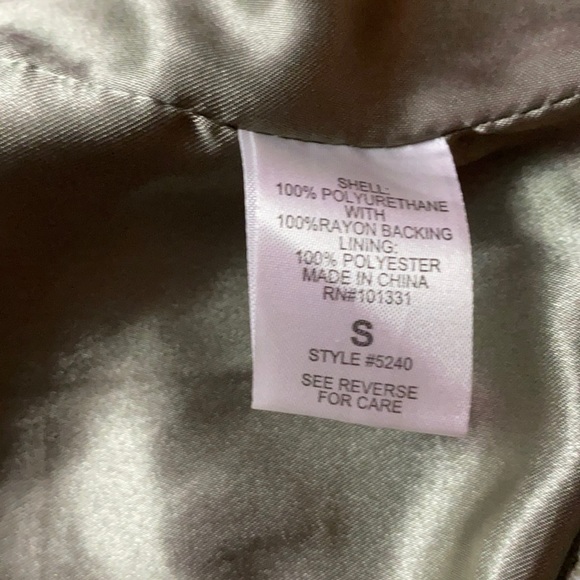 SHELL:
100% POLYURETHANE
WITH
100%RAYON BACKING
LINING:
100% POLYESTER
MADE IN CHINA
RN#101331
S
STYLE #5240
SEE REVERSE
FOR CARE